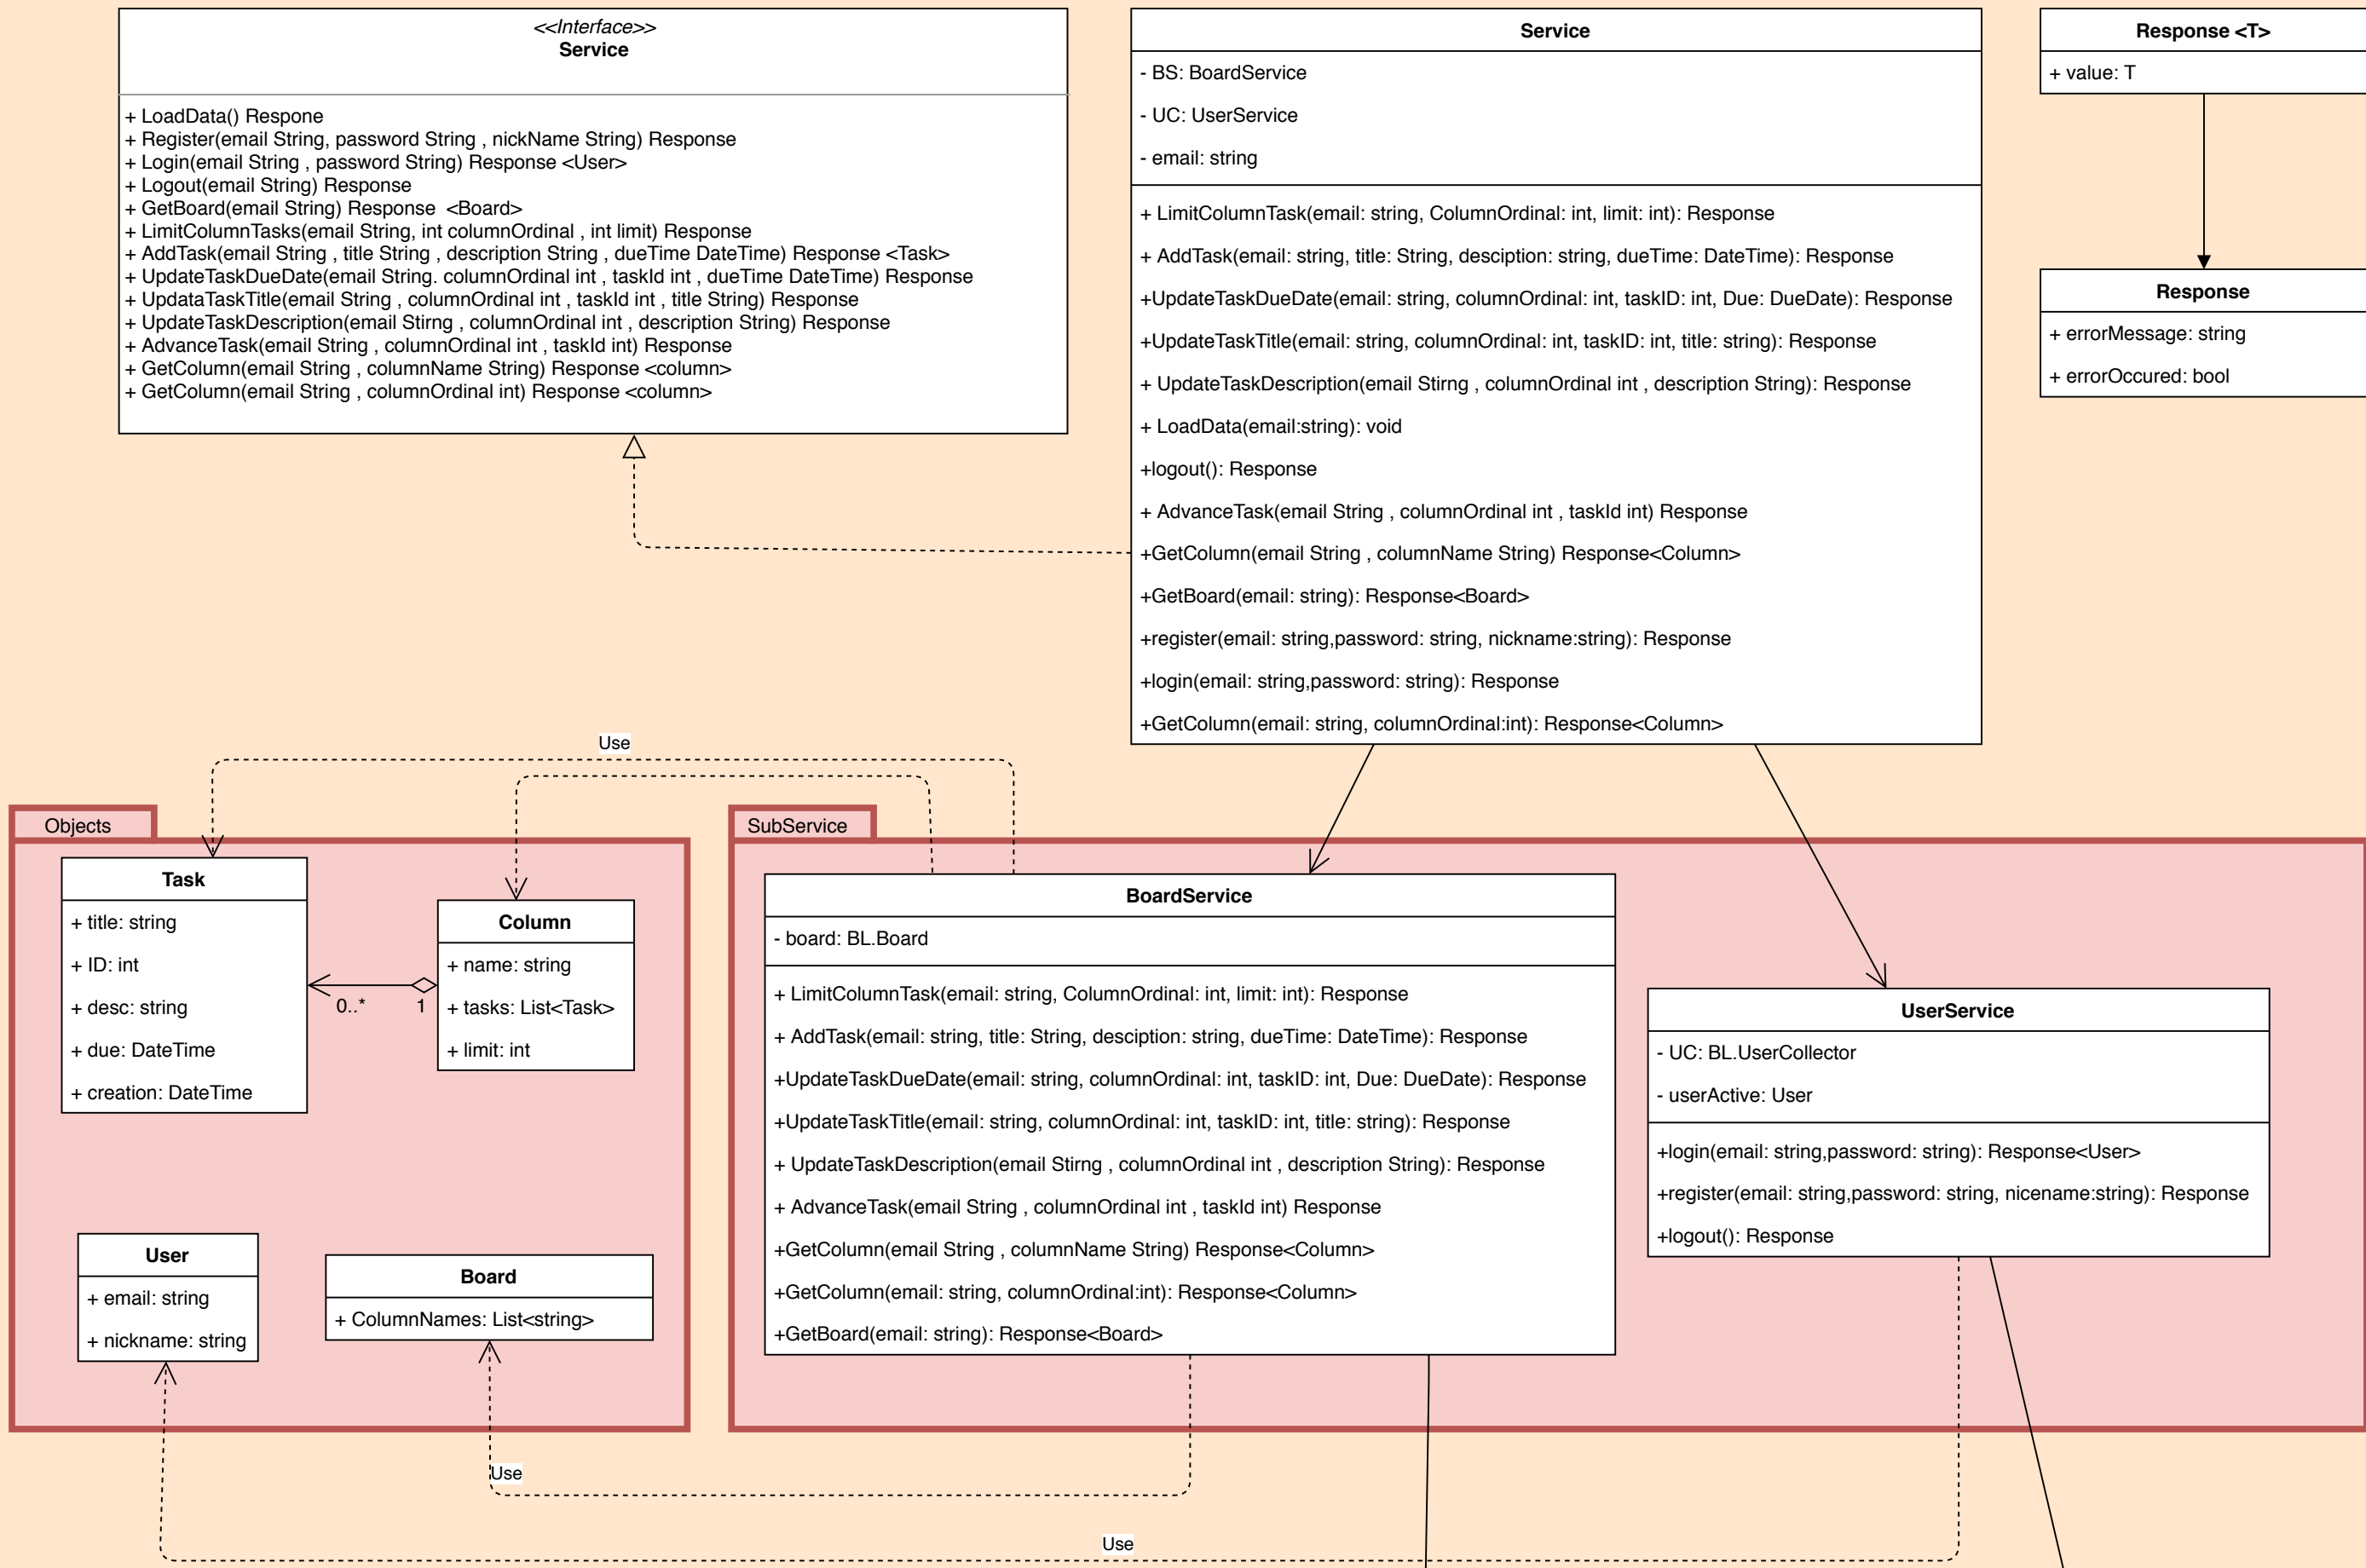 <<Interface>>
Service
+ LoadData() Respone
+ Register(email String, password String , nickName String) Response
+ Login(email String , password String) Response <User>
+ Logout(email String) Response
+ GetBoard(email String) Response  <Board>
+ LimitColumnTasks(email String, int columnOrdinal , int limit) Response
+ AddTask(email String , title String , description String , dueTime DateTime) Response <Task>
+ UpdateTaskDueDate(email String. columnOrdinal int , taskId int , dueTime DateTime) Response
+ UpdataTaskTitle(email String , columnOrdinal int , taskId int , title String) Response
+ UpdateTaskDescription(email Stirng , columnOrdinal int , description String) Response
+ AdvanceTask(email String , columnOrdinal int , taskId int) Response
+ GetColumn(email String , columnName String) Response <column>
+ GetColumn(email String , columnOrdinal int) Response <column>
Service
- BS: BoardService
- UC: UserService
- email: string
+ LimitColumnTask(email: string, ColumnOrdinal: int, limit: int): Response
+ AddTask(email: string, title: String, desciption: string, dueTime: DateTime): Response
+UpdateTaskDueDate(email: string, columnOrdinal: int, taskID: int, Due: DueDate): Response
+UpdateTaskTitle(email: string, columnOrdinal: int, taskID: int, title: string): Response
+ UpdateTaskDescription(email Stirng , columnOrdinal int , description String): Response
+ LoadData(email:string): void
+logout(): Response
+ AdvanceTask(email String , columnOrdinal int , taskId int) Response
+GetColumn(email String , columnName String) Response<Column>
+GetBoard(email: string): Response<Board>
+register(email: string,password: string, nickname:string): Response
+login(email: string,password: string): Response
+GetColumn(email: string, columnOrdinal:int): Response<Column>
Response <T>
+ value: T
Response
+ errorMessage: string
+ errorOccured: bool
Use
Objects
Task
+ title: string
+ ID: int
+ desc: string
+ due: DateTime
+ creation: DateTime
0..*
1
Column
+ name: string
+ tasks: List<Task>
+ limit: int
User
+ email: string
+ nickname: string
Board
+ ColumnNames: List<string>
SubService
BoardService
- board: BL.Board
+ LimitColumnTask(email: string, ColumnOrdinal: int, limit: int): Response
+ AddTask(email: string, title: String, desciption: string, dueTime: DateTime): Response
+UpdateTaskDueDate(email: string, columnOrdinal: int, taskID: int, Due: DueDate): Response
+UpdateTaskTitle(email: string, columnOrdinal: int, taskID: int, title: string): Response
+ UpdateTaskDescription(email Stirng , columnOrdinal int , description String): Response
+ AdvanceTask(email String , columnOrdinal int , taskId int) Response
+GetColumn(email String , columnName String) Response<Column>
+GetColumn(email: string, columnOrdinal:int): Response<Column>
+GetBoard(email: string): Response<Board>
UserService
- UC: BL.UserCollector
- userActive: User
+login(email: string,password: string): Response<User>
+register(email: string,password: string, nicename:string): Response
+logout(): Response
Use
Use